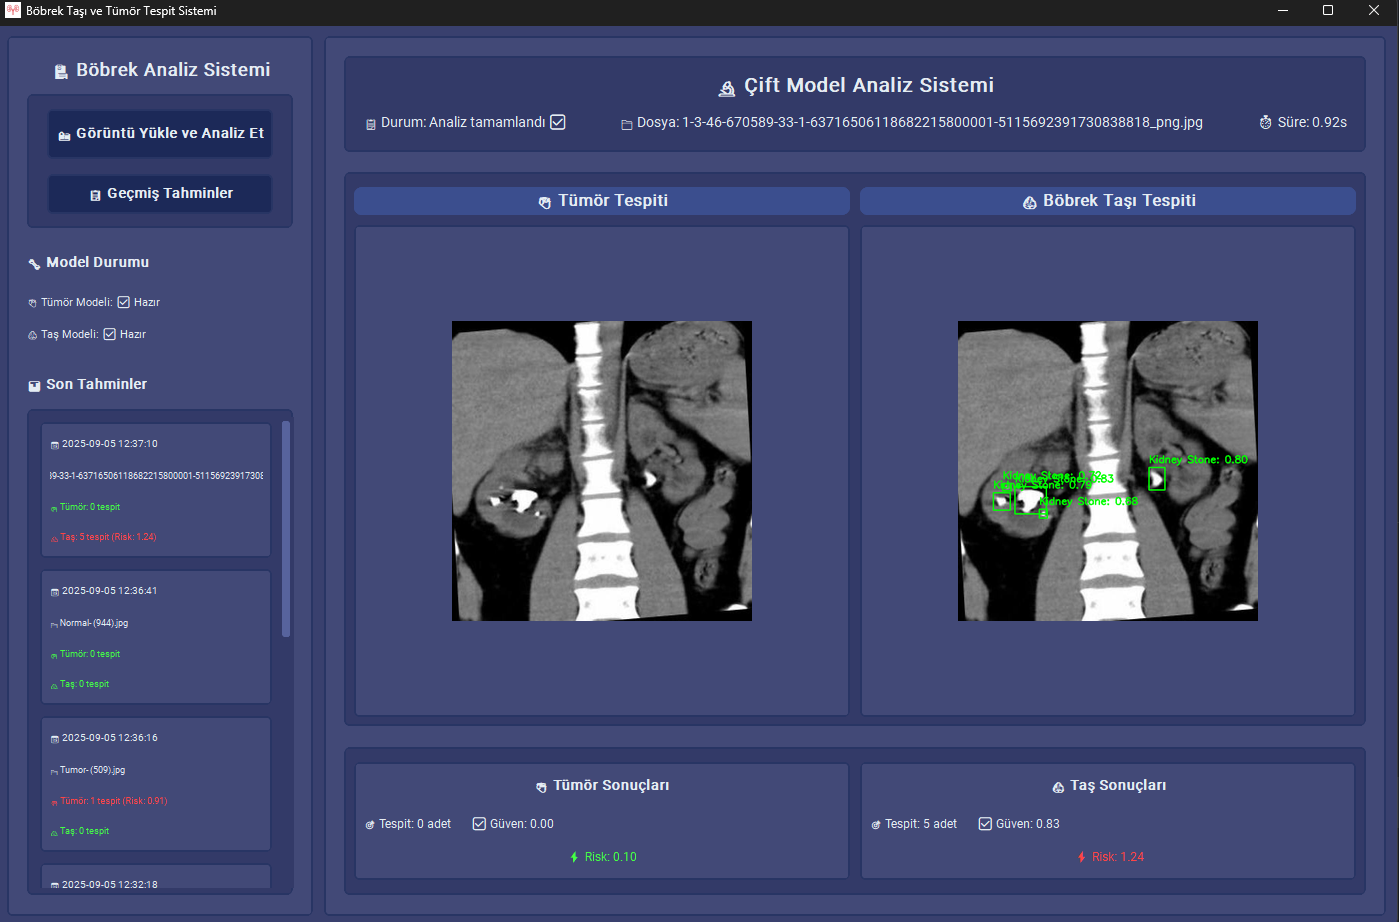 Böbrek Taşı ve Tümör Tespit Sistemi
Böbrek Analiz Sistemi
Görüntü Yükle ve Analiz Et
Geçmiş Tahminler
Model Durumu
Tümör Modeli: Hazır
Taş Modeli: Hazır
Son Tahminler
2025-09-05 12:37:10
39-33-1-63716506118682215800001-51156923917308
Tümör: 0 tespit
Taş: 5 tespit (Risk: 1.24)
2025-09-05 12:36:41
Normal- (944).jpg
Tümör: 0 tespit
Taş: 0 tespit
2025-09-05 12:36:16
Tumor- (509).jpg
Tümör: 1 tespit (Risk: 0.91)
Taş: 0 tespit
2025-09-05 12:32:18
Çift Model Analiz Sistemi
Durum: Analiz tamamlandı
Dosya: 1-3-46-670589-33-1-63716506118682215800001-5115692391730838818_png.jpg
Süre: 0.92s
Tümör Tespiti
Böbrek Taşı Tespiti
Kidney Stone: 0.80
Kidney Stone: 0.72
Kidney Stone: 0.83
Kidney Stone: 0.79
Kidney Stone: 0.68
Tümör Sonuçları
Tespit: 0 adet
Güven: 0.00
Risk: 0.10
Taş Sonuçları
Tespit: 5 adet
Güven: 0.83
Risk: 1.24